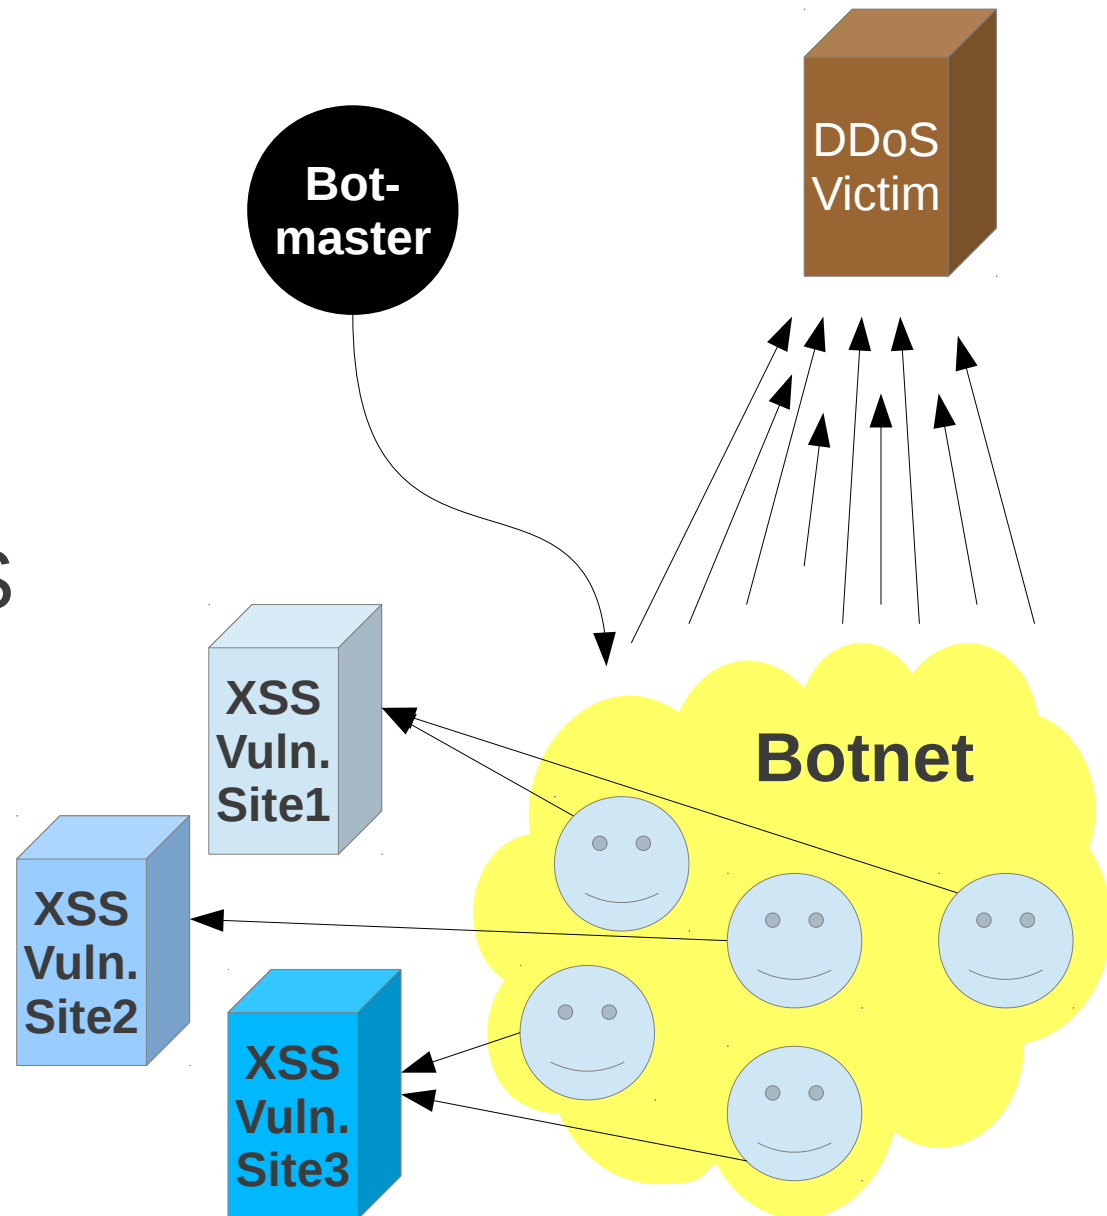 DDoS
Victim
Bot-
master
s
XSS
Vuln.
Site1
Botnet
XSS
Vuln.
Site2
XSS
Vuln.
Site3